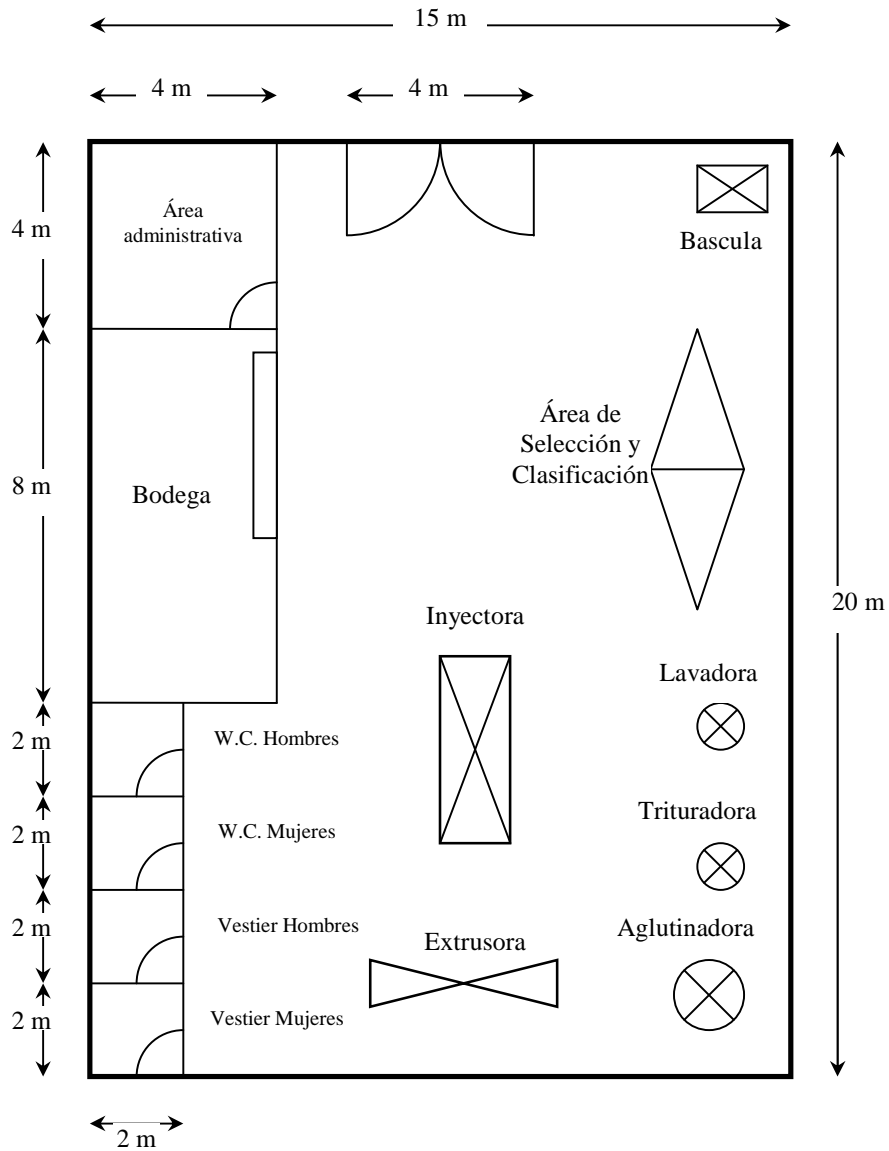 15 m
4 m
4 m
Área
administrativa
4 m
Bascula
Área de
Selección y
Clasificación
8 m
Bodega
20 m
Inyectora
Lavadora
2 m
W.C. Hombres
Trituradora
2 m
W.C. Mujeres
2 m
Vestier Hombres
Extrusora
Aglutinadora
2 m
Vestier Mujeres
2 m